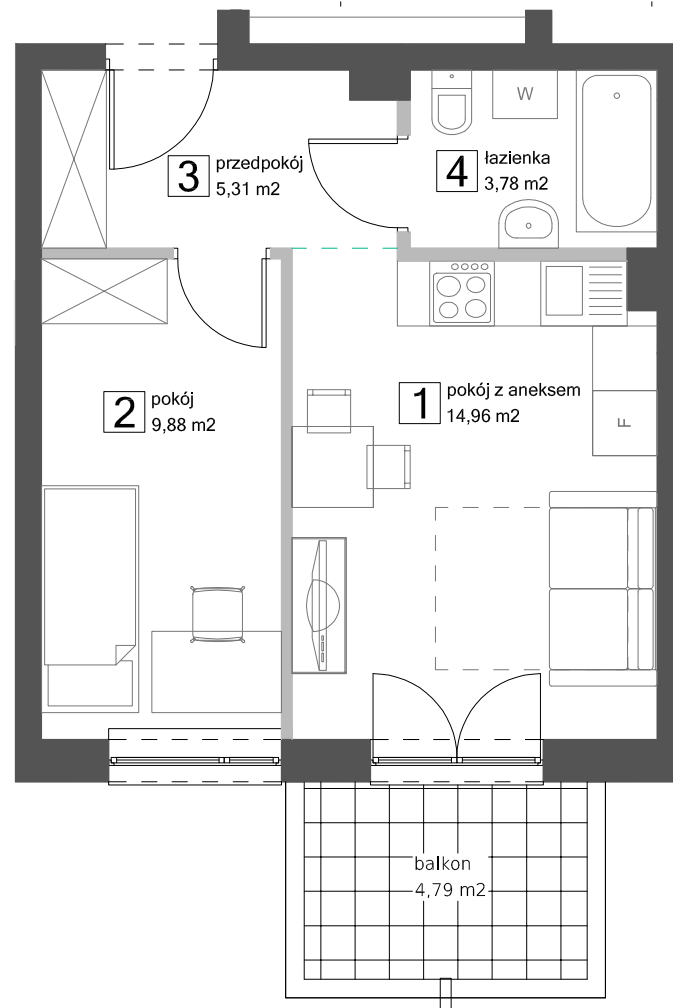 W
3 przedpokój
5,31 m2
4 łazienka
3,78 m2
2 pokój
9,88 m2
1 pokój z aneksem
14,96 m2
F
balkon
4,79 m2